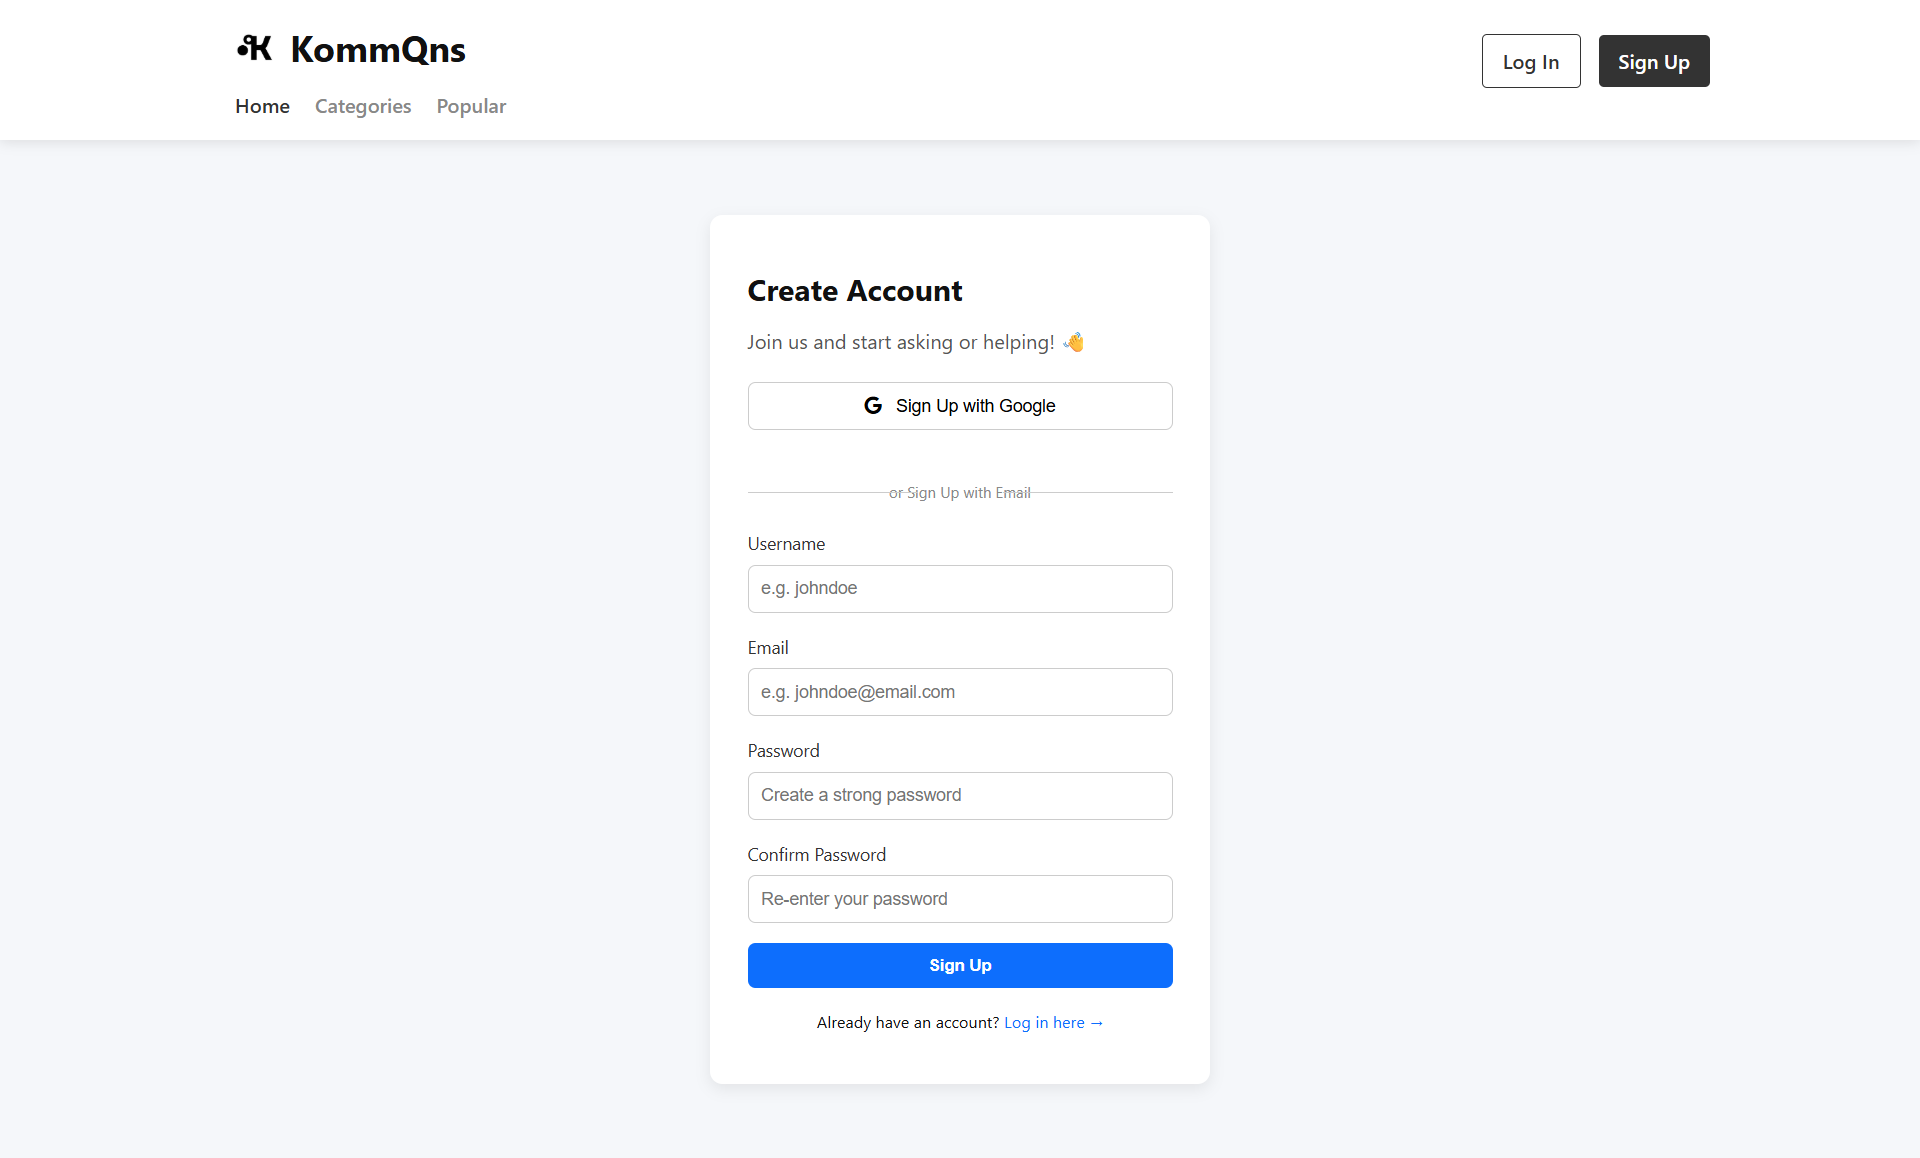 KommQns
Log In
Sign Up
Home
Categories
Popular
Create Account
Join us and start asking or helping! 👋
Sign Up with Google
or Sign Up with Email
Username
e.g. johndoe
Email
e.g. johndoe@email.com
Password
Create a strong password
Confirm Password
Re-enter your password
Sign Up
Already have an account? Log in here →